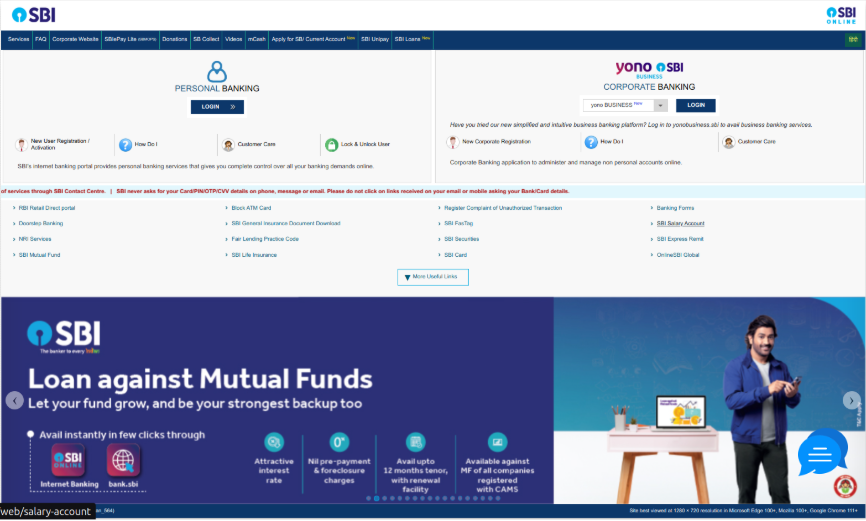 SBI
SBI
ONLINE
Services FAQ Corporate Website SBIePay Lite Donations SB Collect Videos mCash Apply for SB/ Current Account New SBI Unipay SBI Loans New
हिंदी
PERSONAL BANKING
LOGIN »
yono SBI
BUSINESS
CORPORATE BANKING
yono BUSINESS New
LOGIN
Have you tried our new simplified and intuitive business banking platform? Log in to yonobusiness.sbi to avail business banking services.
New User Registration / Activation
How Do I
Customer Care
Lock & Unlock User
New Corporate Registration
How Do I
Customer Care
SBI's internet banking portal provides personal banking services that gives you complete control over all your banking demands online.
Corporate Banking application to administer and manage non personal accounts online.
of services through SBI Contact Centre. | SBI never asks for your Card/PIN/OTP/CVV details on phone, message or email. Please do not click on links received on your email or mobile asking your Bank/Card details.
RBI Retail Direct portal
Block ATM Card
Register Complaint of Unauthorized Transaction
Banking Forms
Doorstep Banking
SBI General Insurance Document Download
SBI FasTag
SBI Salary Account
NRI Services
Fair Lending Practice Code
SBI Securities
SBI Express Remit
SBI Mutual Fund
SBI Life Insurance
SBI Card
OnlineSBI Global
More Useful Links
SBI
The banker to every Indian
Loan against Mutual Funds
Let your fund grow, and be your strongest backup too
Avail instantly in few clicks through
SBI
ONLINE
Internet Banking
bank.sbi
Attractive
interest
rate
Nil pre-payment
& foreclosure
charges
Avail upto
12 months tenor,
with renewal
facility
Available against
MF of all companies
registered
with CAMS
T&C Apply
web/salary-account
Site best viewed at 1280 x 720 resolution in Microsoft Edge 100+, Mozilla 100+, Google Chrome 111+